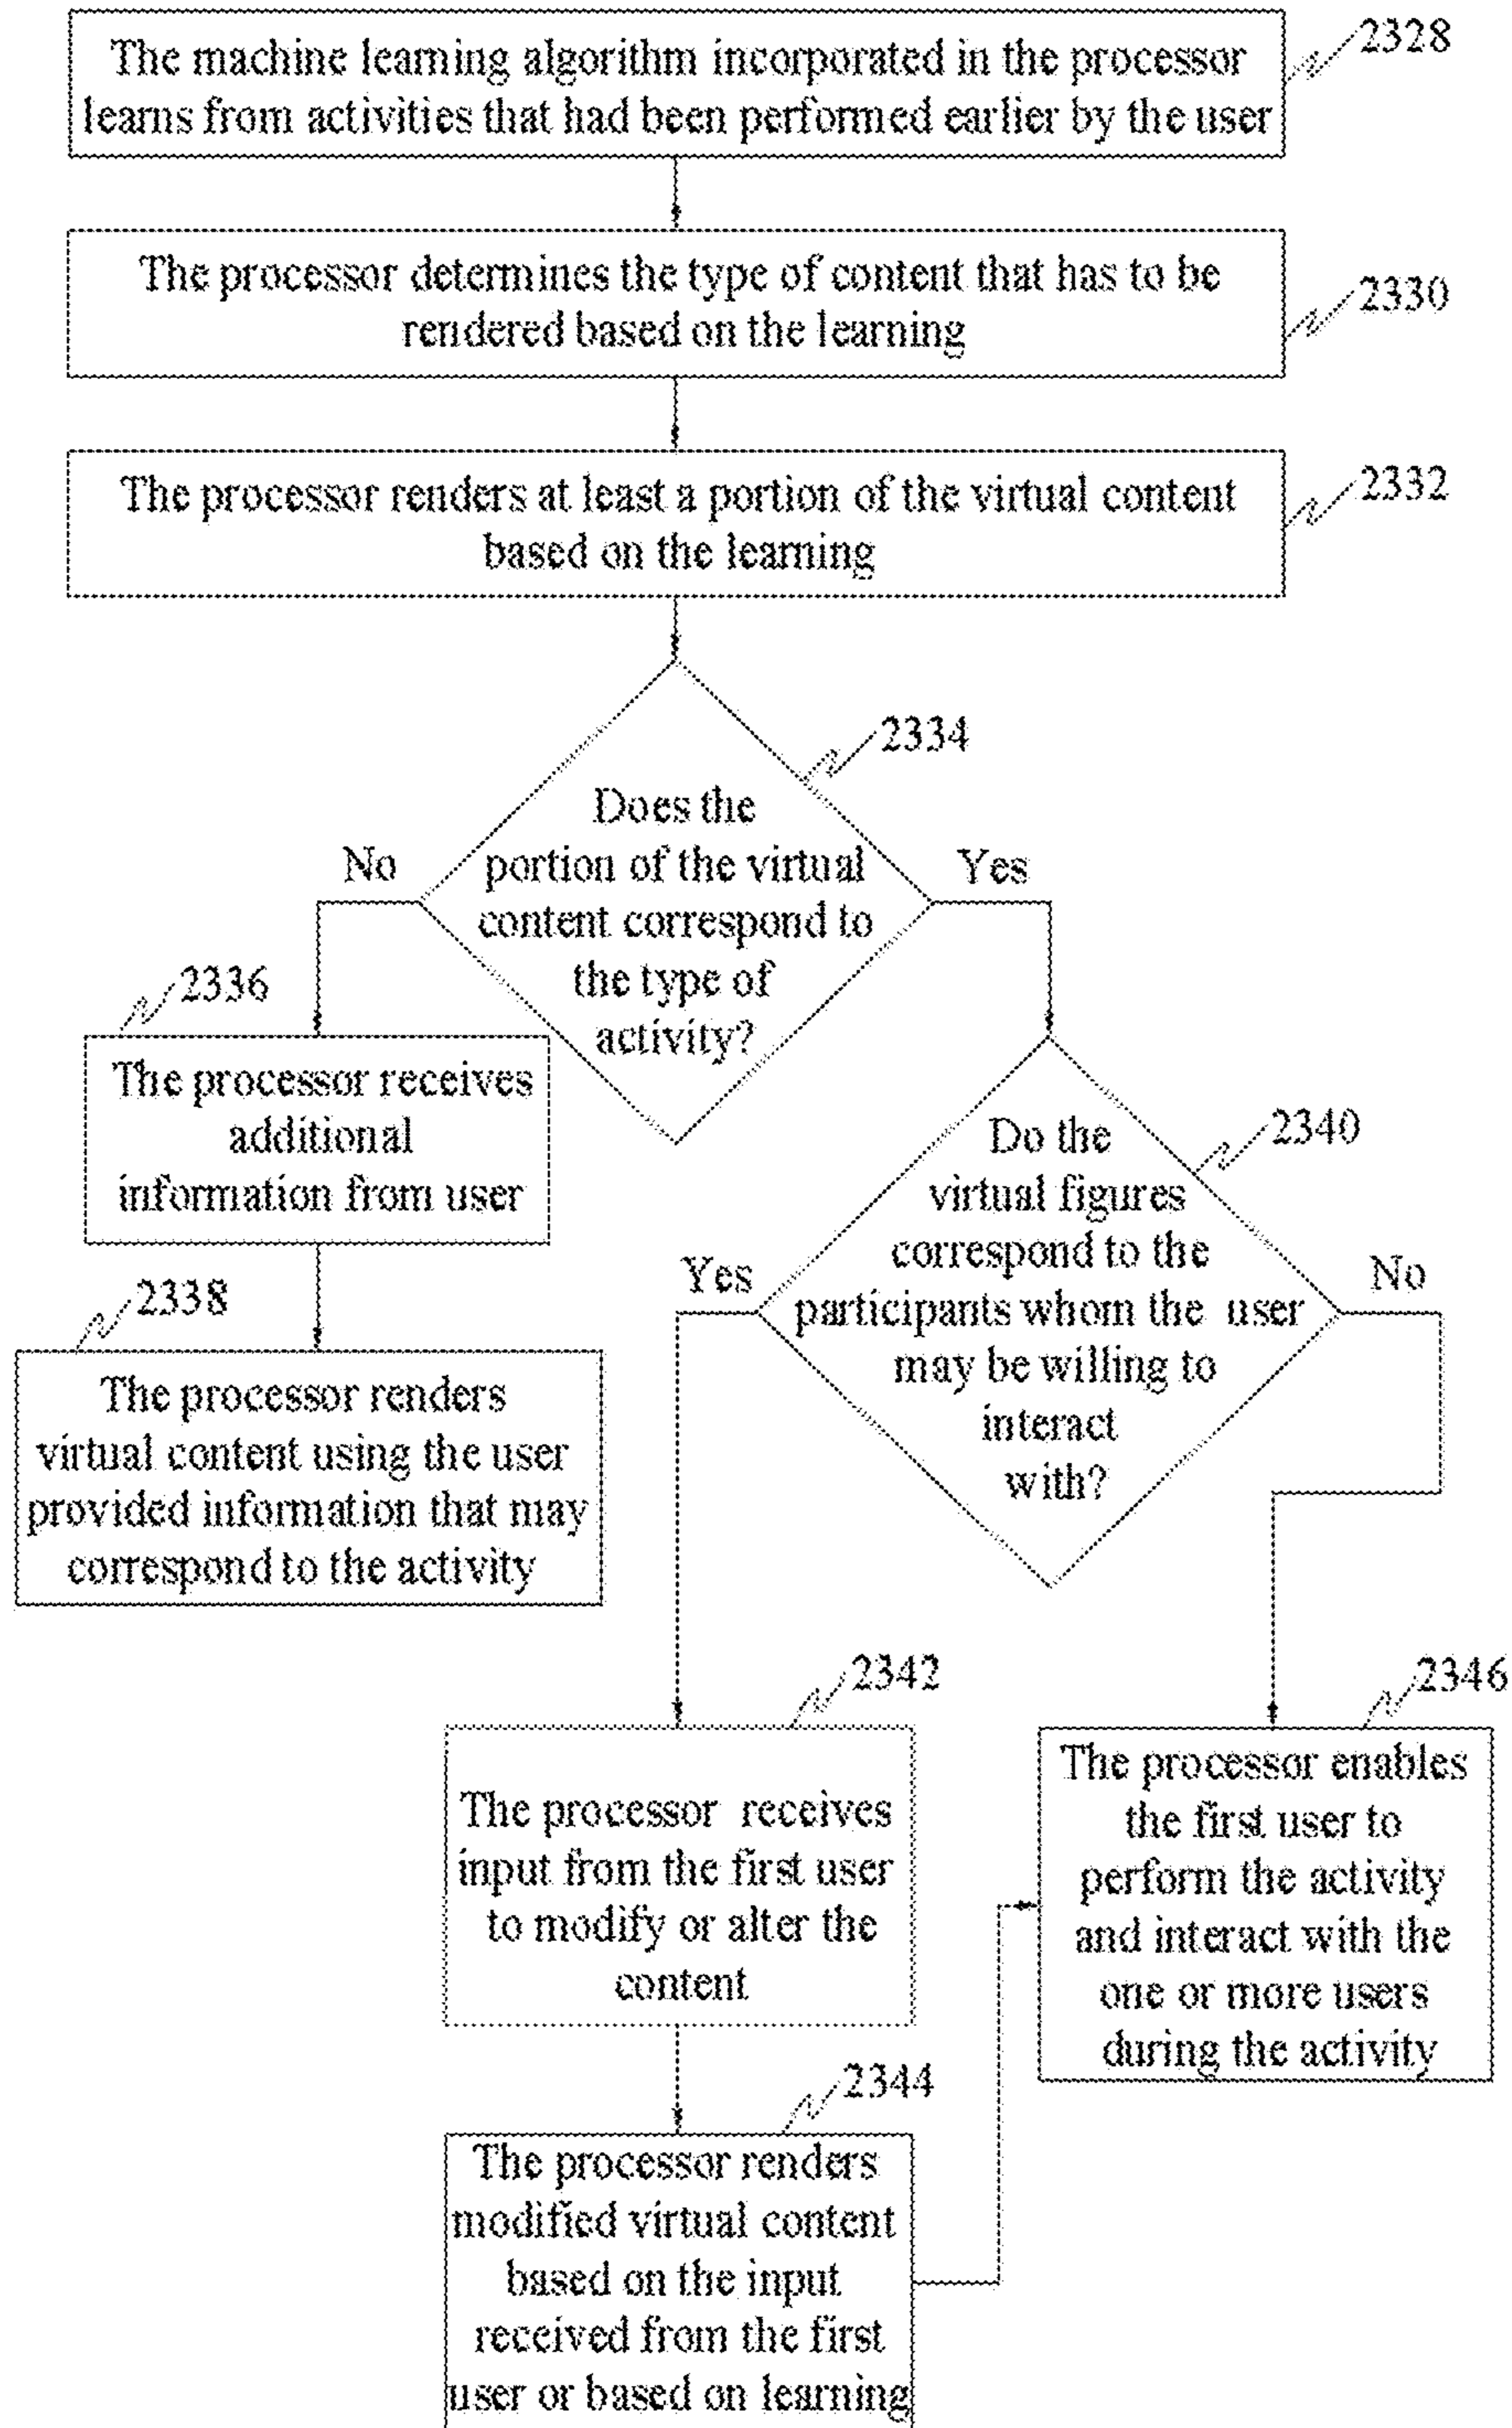 The machine learning algorithm incorporated in the processor
learns from activities that had been performed earlier by the user
2328
The processor determines the type of content that has to be
rendered based on the learning
2330
The processor renders at least a portion of the virtual content
based on the learning
2332
2334
Does the
portion of the virtual
content correspond to
the type of
activity?
No
Yes
2336
The processor receives
additional
information from user
2338
The processor renders
virtual content using the user
provided information that may
correspond to the activity
2340
Do the
virtual figures
correspond to the
participants whom the user
may be willing to
interact
with?
Yes
No
2342
The processor receives
input from the first user
to modify or alter the
content
2344
The processor renders
modified virtual content
based on the input
received from the first
user or based on learning
2346
The processor enables
the first user to
perform the activity
and interact with the
one or more users
during the activity